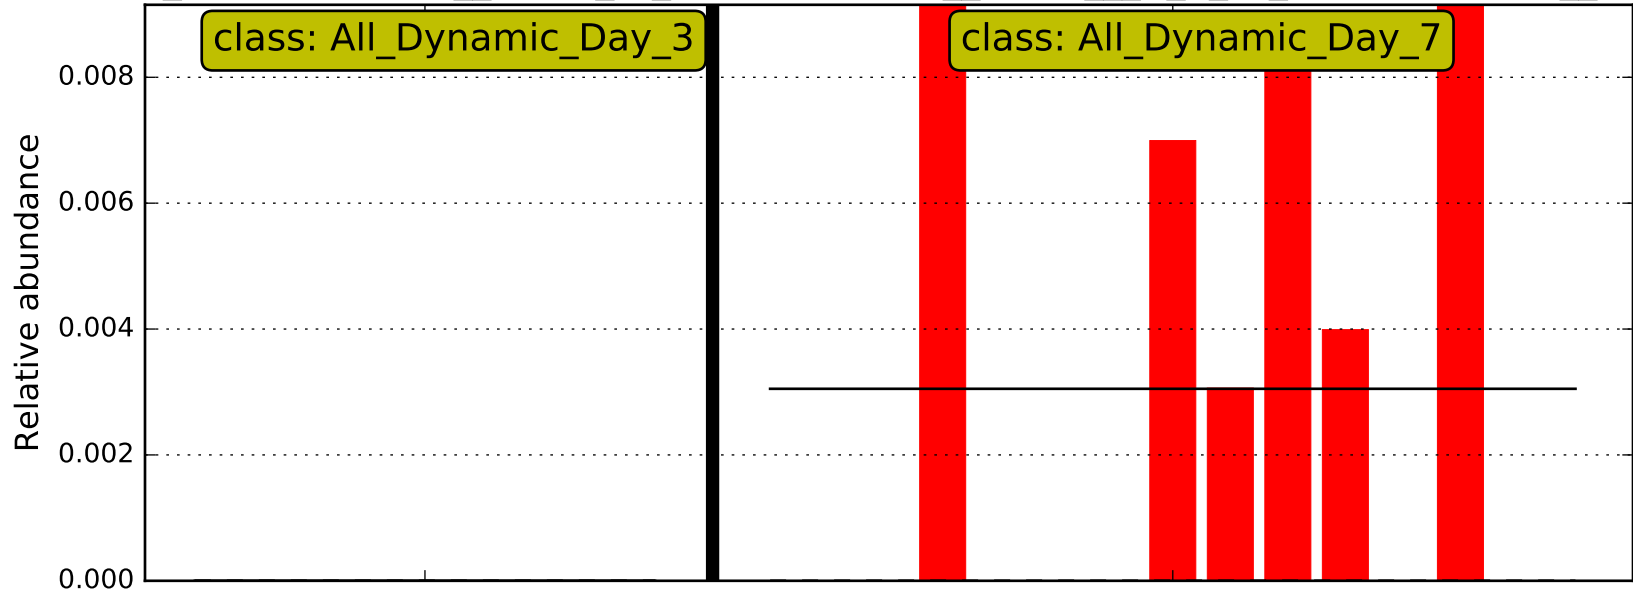 class: All_Dynamic_Day_3
class: All_Dynamic_Day_7
Relative abundance
0.008
0.006
0.004
0.002
0.000